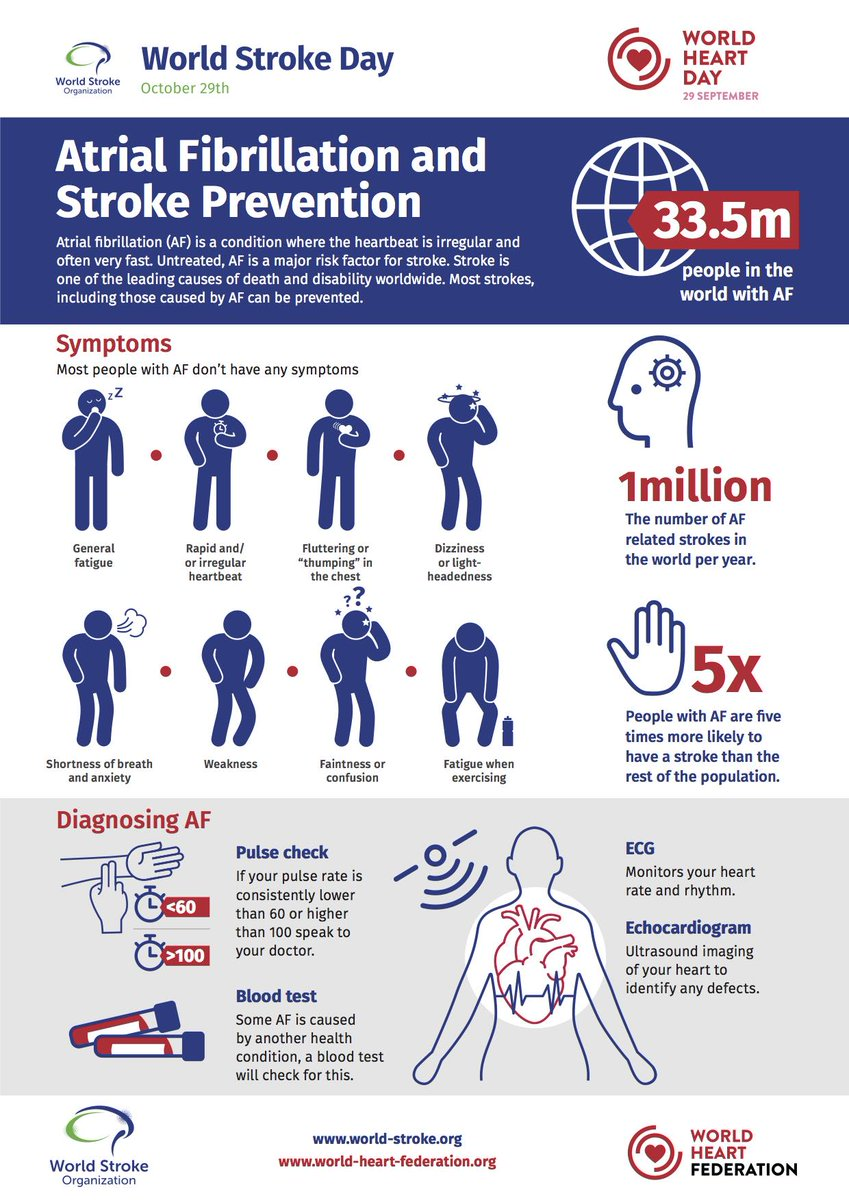 World Stroke
Organization
World Stroke Day
October 29th
WORLD
HEART
DAY
29 SEPTEMBER
Atrial Fibrillation and
Stroke Prevention
Atrial fibrillation (AF) is a condition where the heartbeat is irregular and
often very fast. Untreated, AF is a major risk factor for stroke. Stroke is
one of the leading causes of death and disability worldwide. Most strokes,
including those caused by AF can be prevented.
33.5m
people in the
world with AF
Symptoms
Most people with AF don’t have any symptoms
zZ
General
fatigue
Rapid and/
or irregular
heartbeat
Fluttering or
“thumping” in
the chest
Dizziness
or light-
headedness
??
Shortness of breath
and anxiety
Weakness
Faintness or
confusion
Fatigue when
exercising
1million
The number of AF
related strokes in
the world per year.
5x
People with AF are five
times more likely to
have a stroke than the
rest of the population.
Diagnosing AF
<60
>100
Pulse check
If your pulse rate is
consistently lower
than 60 or higher
than 100 speak to
your doctor.
Blood test
Some AF is caused
by another health
condition, a blood test
will check for this.
ECG
Monitors your heart
rate and rhythm.
Echocardiogram
Ultrasound imaging
of your heart to
identify any defects.
World Stroke
Organization
www.world-stroke.org
www.world-heart-federation.org
WORLD
HEART
FEDERATION